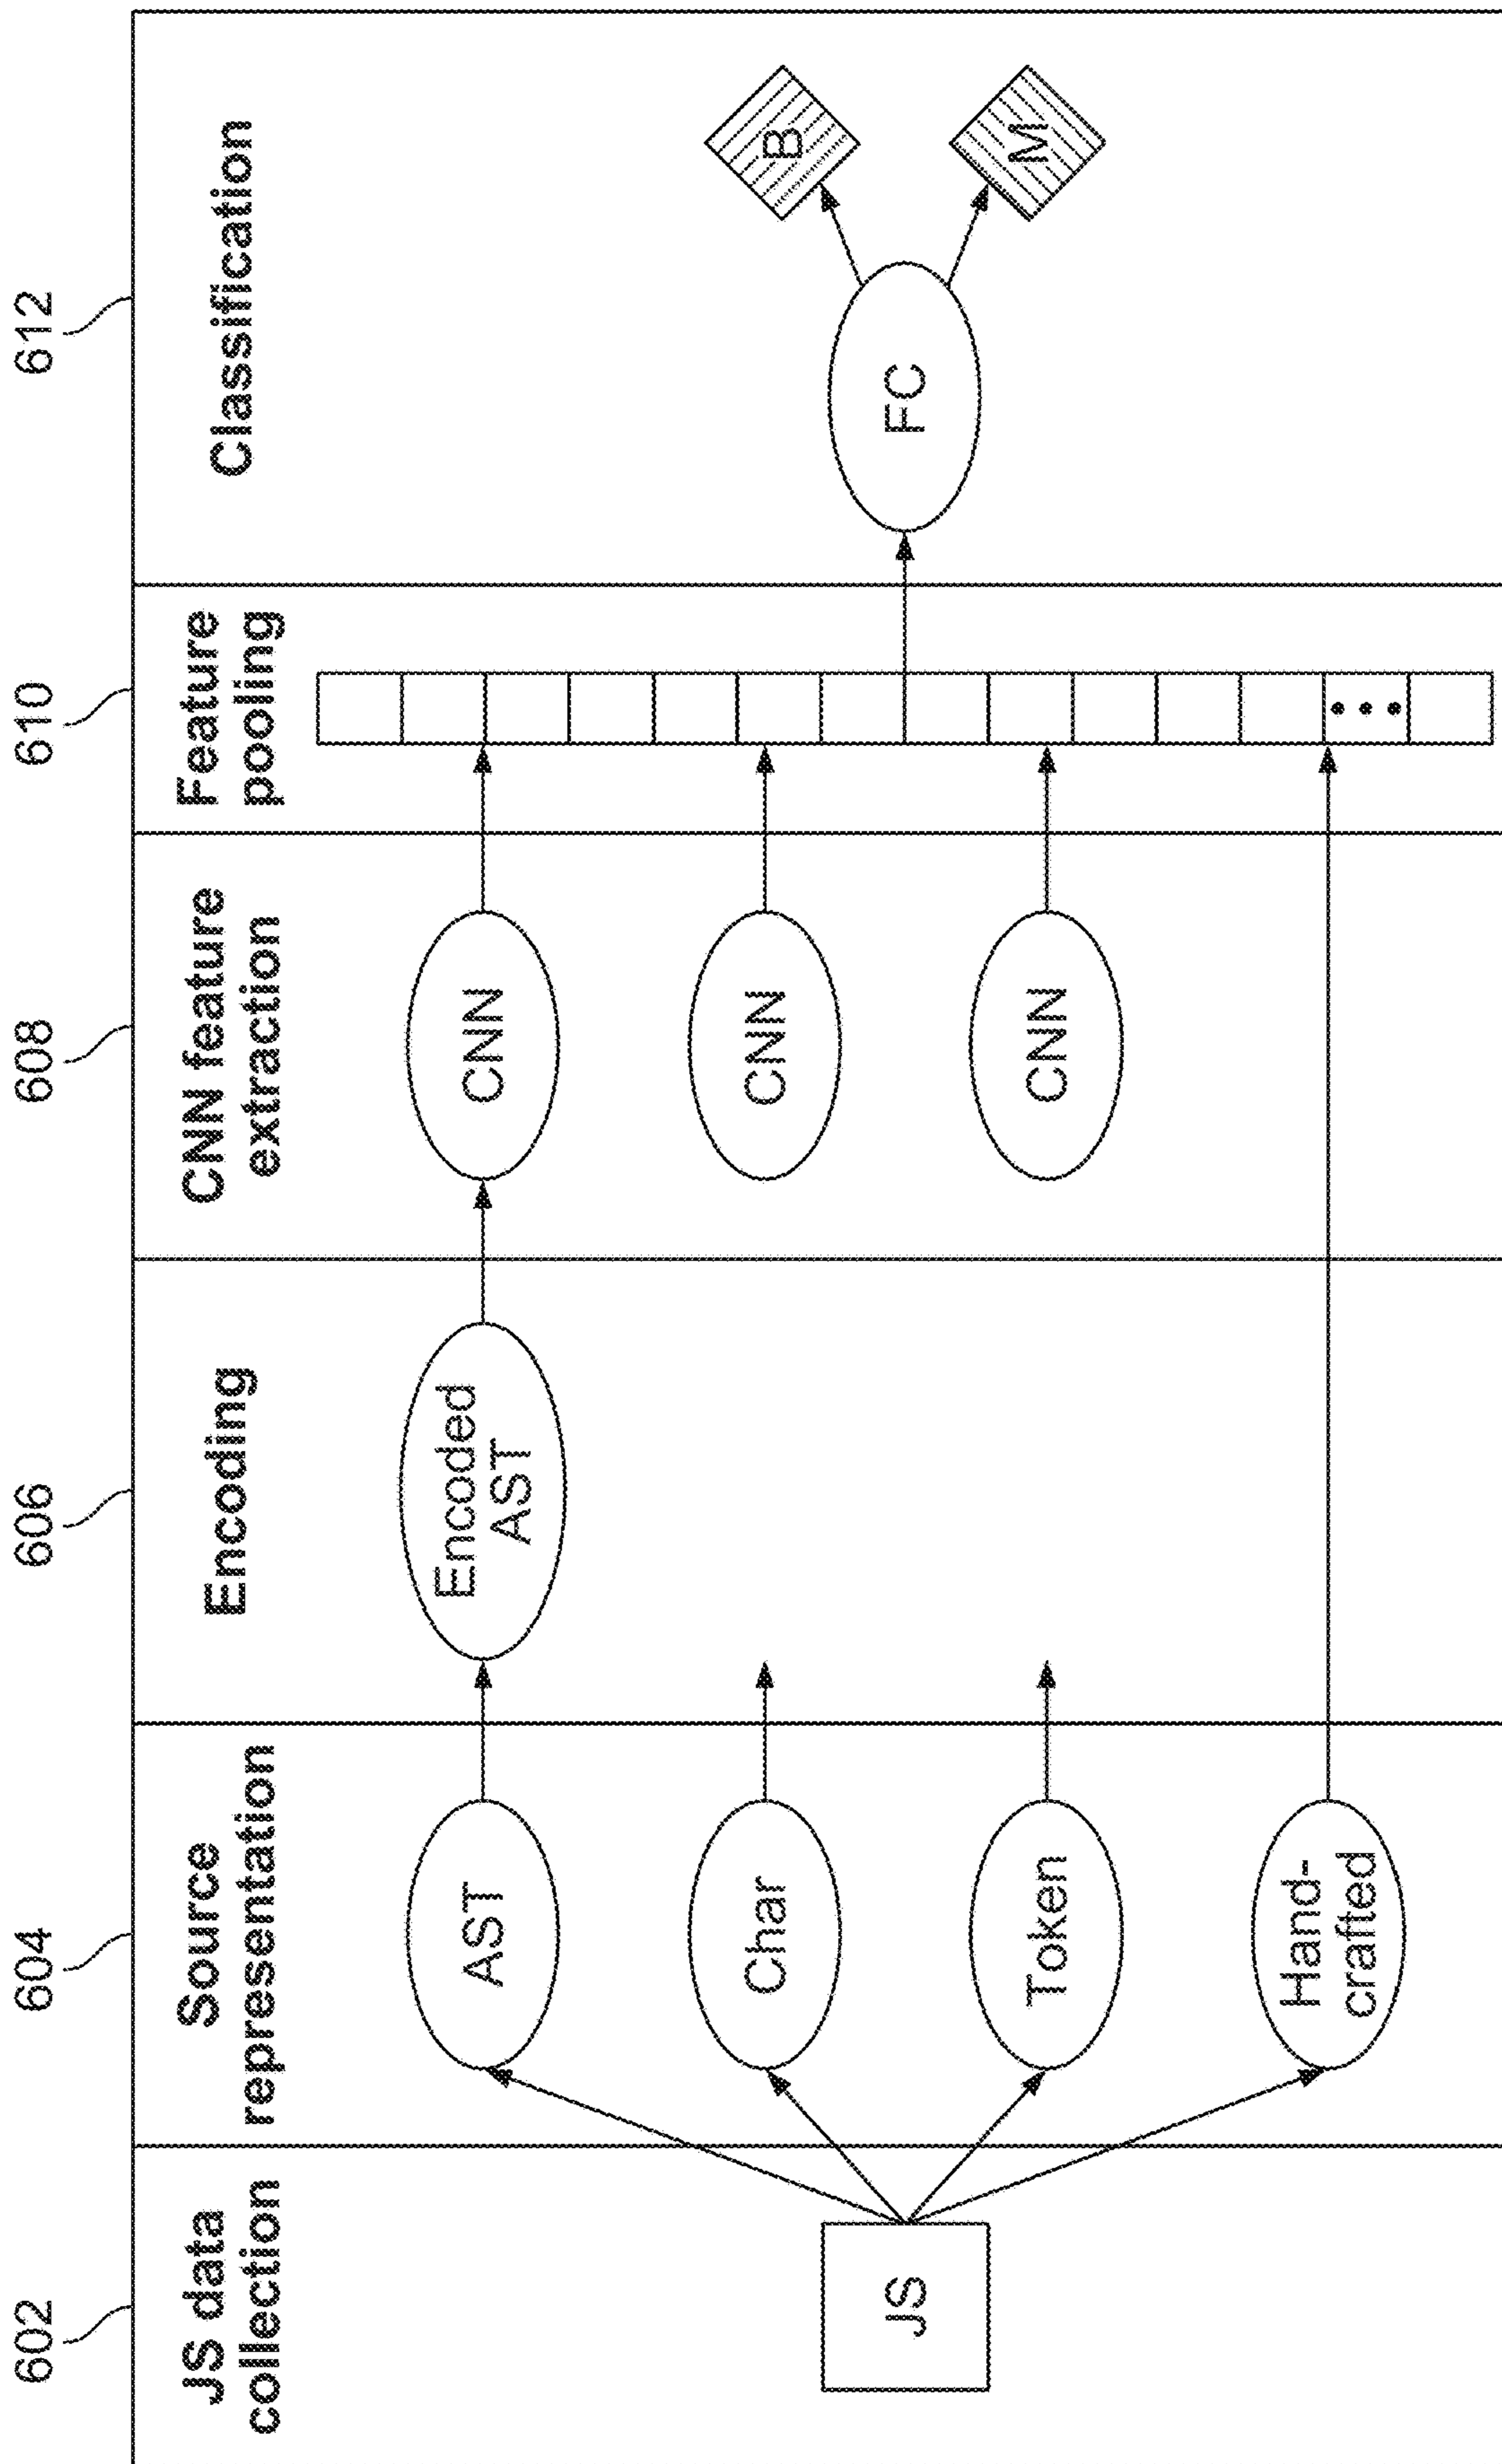 602
604
606
608
610
612
JS data
collection
Source
representation
Encoding
CNN feature
extraction
Feature
pooling
Classification
JS
AST
Char
Token
Hand-
crafted
Encoded
AST
CNN
CNN
CNN
FC
B
M